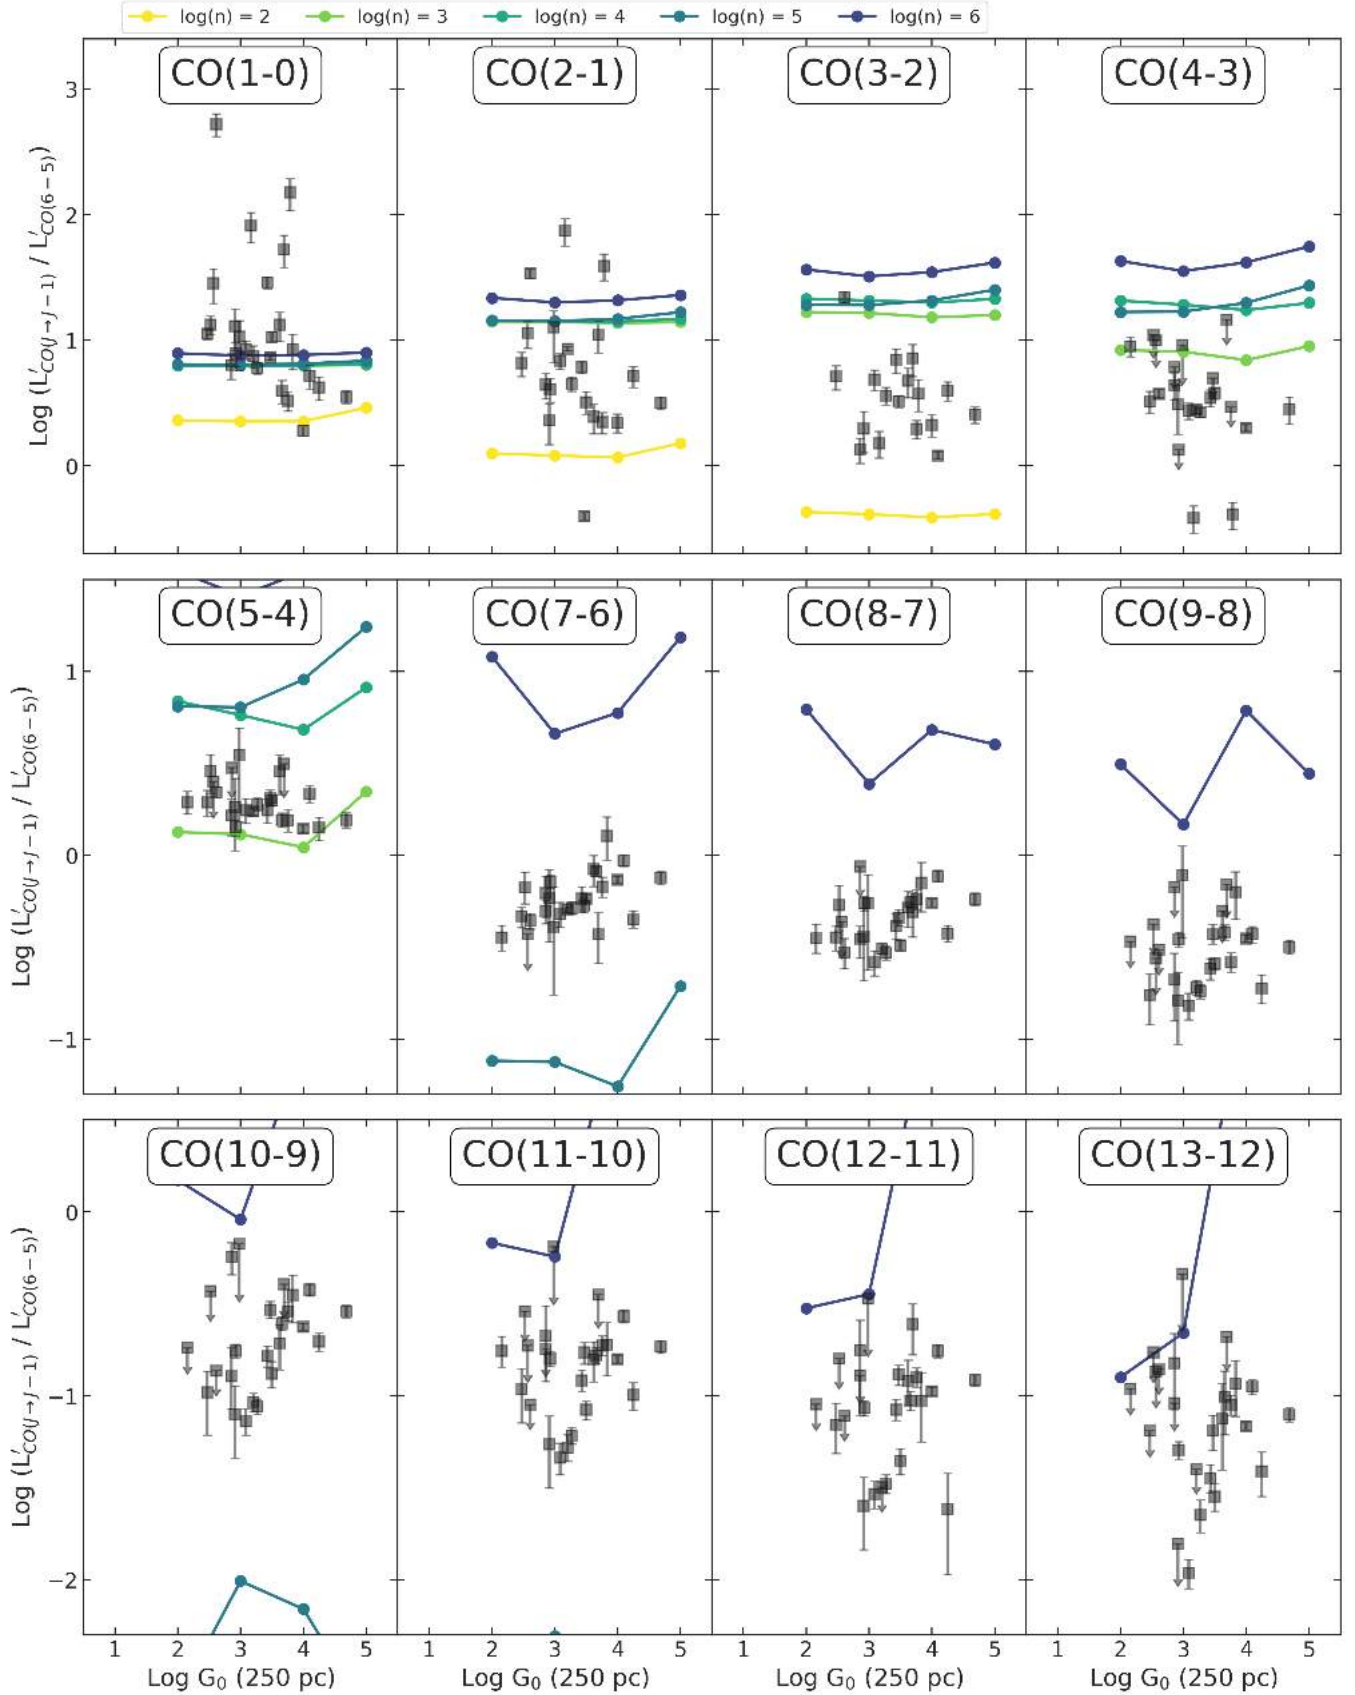 log(n) = 2 log(n) = 3 log(n) = 4 log(n) = 5 log(n) = 6
CO(1-0) CO(2-1) CO(3-2) CO(4-3)
3
2
1
0
Log (L′CO(J→J−1) / L′CO(6−5))
CO(5-4) CO(7-6) CO(8-7) CO(9-8)
1
0
−1
Log (L′CO(J→J−1) / L′CO(6−5))
CO(10-9) CO(11-10) CO(12-11) CO(13-12)
0
−1
−2
Log (L′CO(J→J−1) / L′CO(6−5))
1 2 3 4 5 1 2 3 4 5 1 2 3 4 5 1 2 3 4 5
Log G0 (250 pc) Log G0 (250 pc) Log G0 (250 pc) Log G0 (250 pc)